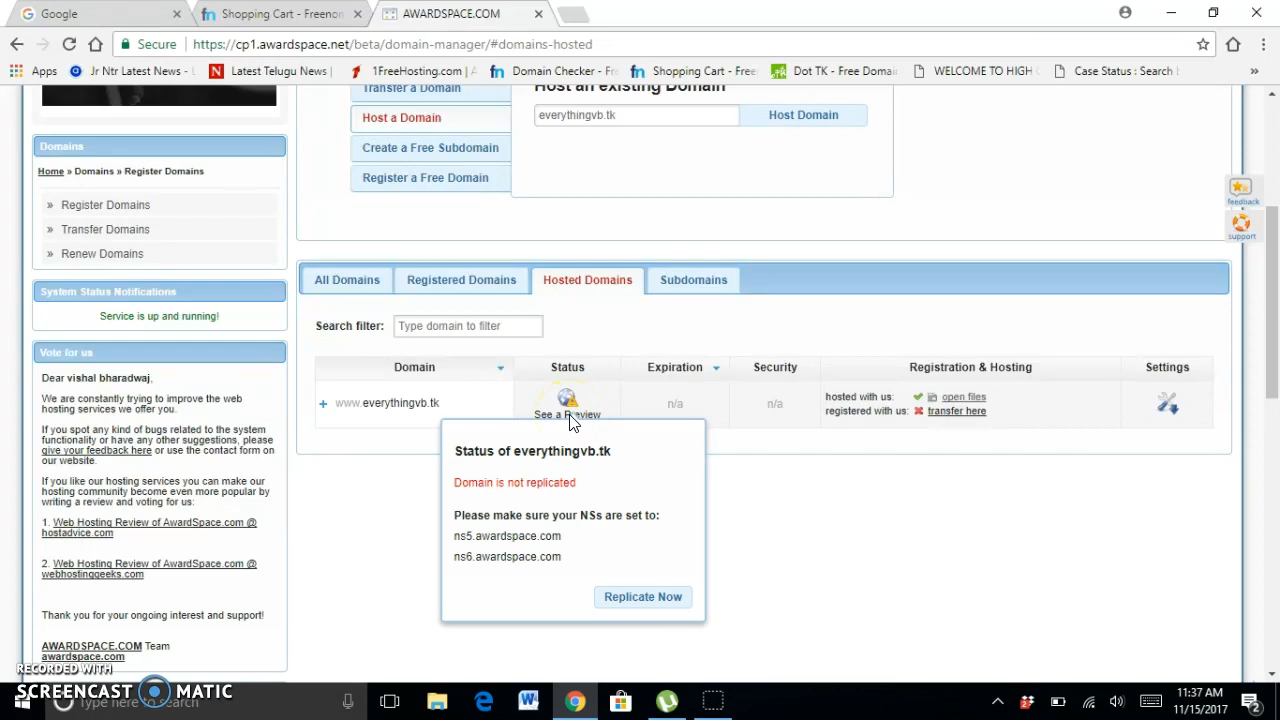 Google
Shopping Cart - Freenom
AWARDSPACE.COM
Secure
https://cp1.awardspace.net/beta/domain-manager/#domains-hosted
Apps
Jr Ntr Latest News -
Latest Telugu News
1FreeHosting.com |
Domain Checker - Fr
Shopping Cart - Free
Dot TK - Free Domai
WELCOME TO HIGH
Case Status : Search
Transfer a Domain
Host an existing Domain
Host a Domain
everythingvb.tk
Host Domain
Create a Free Subdomain
Register a Free Domain
Domains
Home » Domains » Register Domains
» Register Domains
» Transfer Domains
» Renew Domains
feedback
support
System Status Notifications
Service is up and running!
All Domains
Registered Domains
Hosted Domains
Subdomains
Search filter:
Type domain to filter
Domain
Status
Expiration
Security
Registration & Hosting
Settings
+ www.everythingvb.tk
See a Preview
n/a
n/a
hosted with us: open files
registered with us: transfer here
Status of everythingvb.tk
Domain is not replicated
Please make sure your NSs are set to:
ns5.awardspace.com
ns6.awardspace.com
Replicate Now
Vote for us
Dear vishal bharadwaj,
We are constantly trying to improve the web
hosting services we offer you.
If you spot any kind of bugs related to the system
functionality or have any other suggestions, please
give your feedback here or use the contact form on
our website.
If you like our hosting services you can make our
hosting community become even more popular by
writing a review and voting for us:
1. Web Hosting Review of AwardSpace.com @
hostadvice.com
2. Web Hosting Review of AwardSpace.com @
webhostinggeeks.com
Thank you for your ongoing interest and support!
AWARDSPACE.COM Team
awardspace.com
RECORDED WITH
SCREENCAST MATIC
Type here to search
11:37 AM
11/15/2017
2